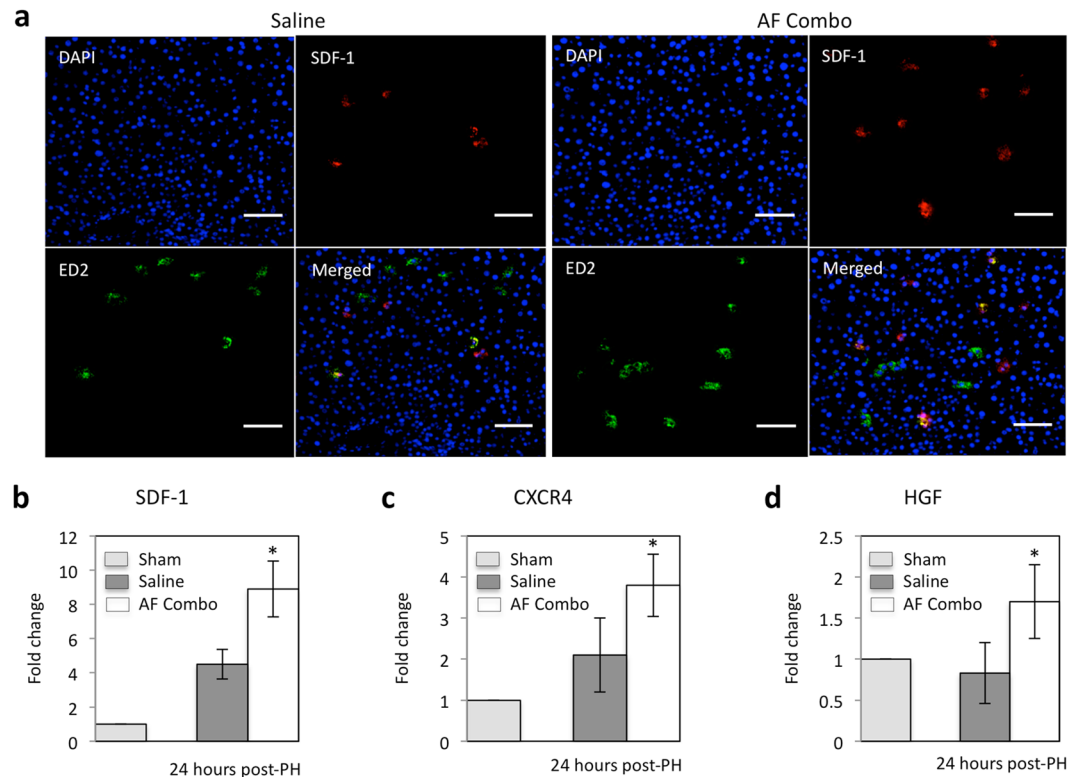 a
Saline
AF Combo
DAPI
SDF-1
DAPI
SDF-1
ED2
Merged
ED2
Merged
b
SDF-1
Fold change
12
10
8
6
4
2
0
Sham
Saline
AF Combo
*
24 hours post-PH
c
CXCR4
Fold change
5
4
3
2
1
0
Sham
Saline
AF Combo
*
24 hours post-PH
d
HGF
Fold change
2.5
2
1.5
1
0.5
0
Sham
Saline
AF Combo
*
24 hours post-PH